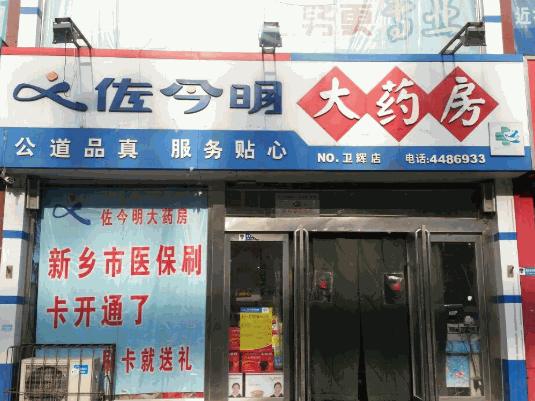 佐今明大药房
公道品真 服务贴心
NO.卫辉店 电话:4486933
佐今明大药房
新乡市医保刷
卡开通了
刷卡就送礼